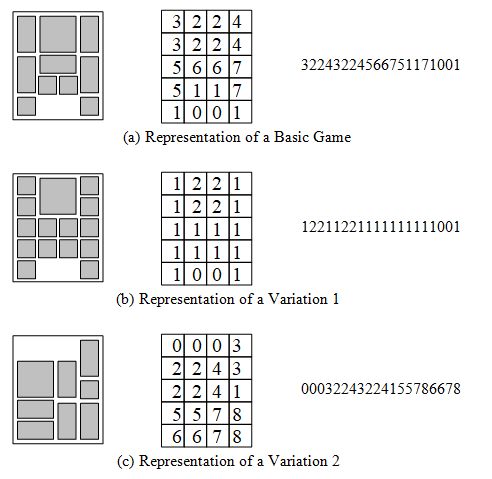 3 2 2 4
3 2 2 4
5 6 6 7
5 1 1 7
1 0 0 1
32243224566751171001
(a) Representation of a Basic Game
1 2 2 1
1 2 2 1
1 1 1 1
1 1 1 1
1 0 0 1
12211221111111111001
(b) Representation of a Variation 1
0 0 0 3
2 2 4 3
2 2 4 1
5 5 7 8
6 6 7 8
00032243224155786678
(c) Representation of a Variation 2